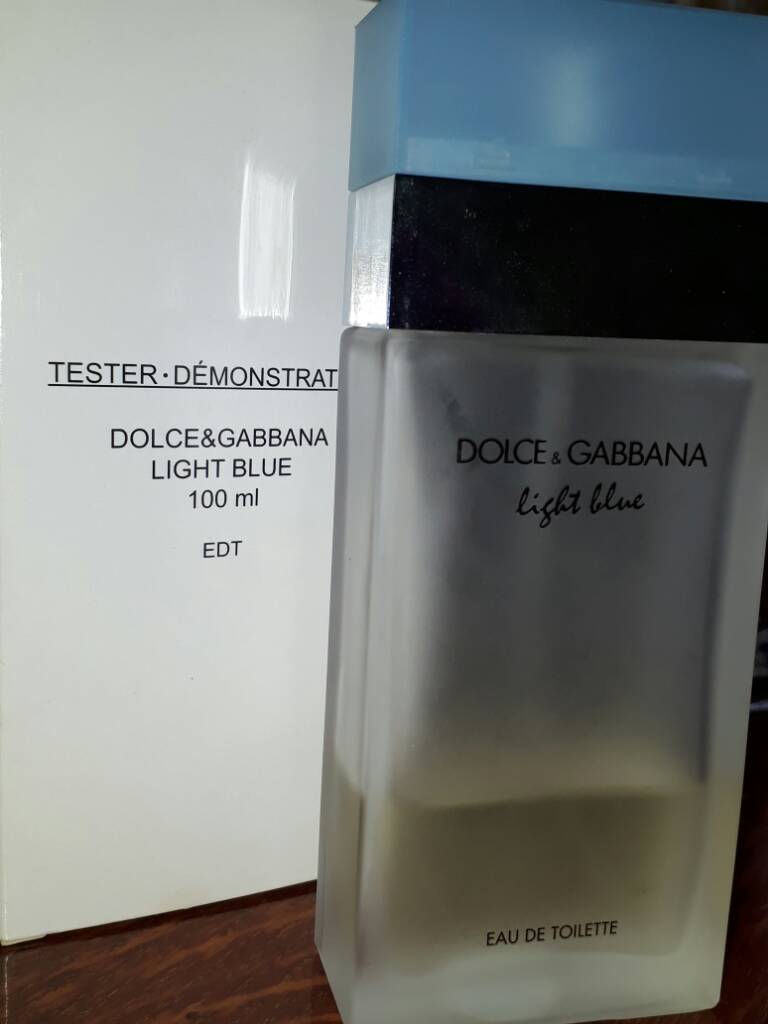 TESTER·DÉMONSTRAT
DOLCE&GABBANA
LIGHT BLUE
100 ml
EDT
DOLCE & GABBANA
light blue
EAU DE TOILETTE